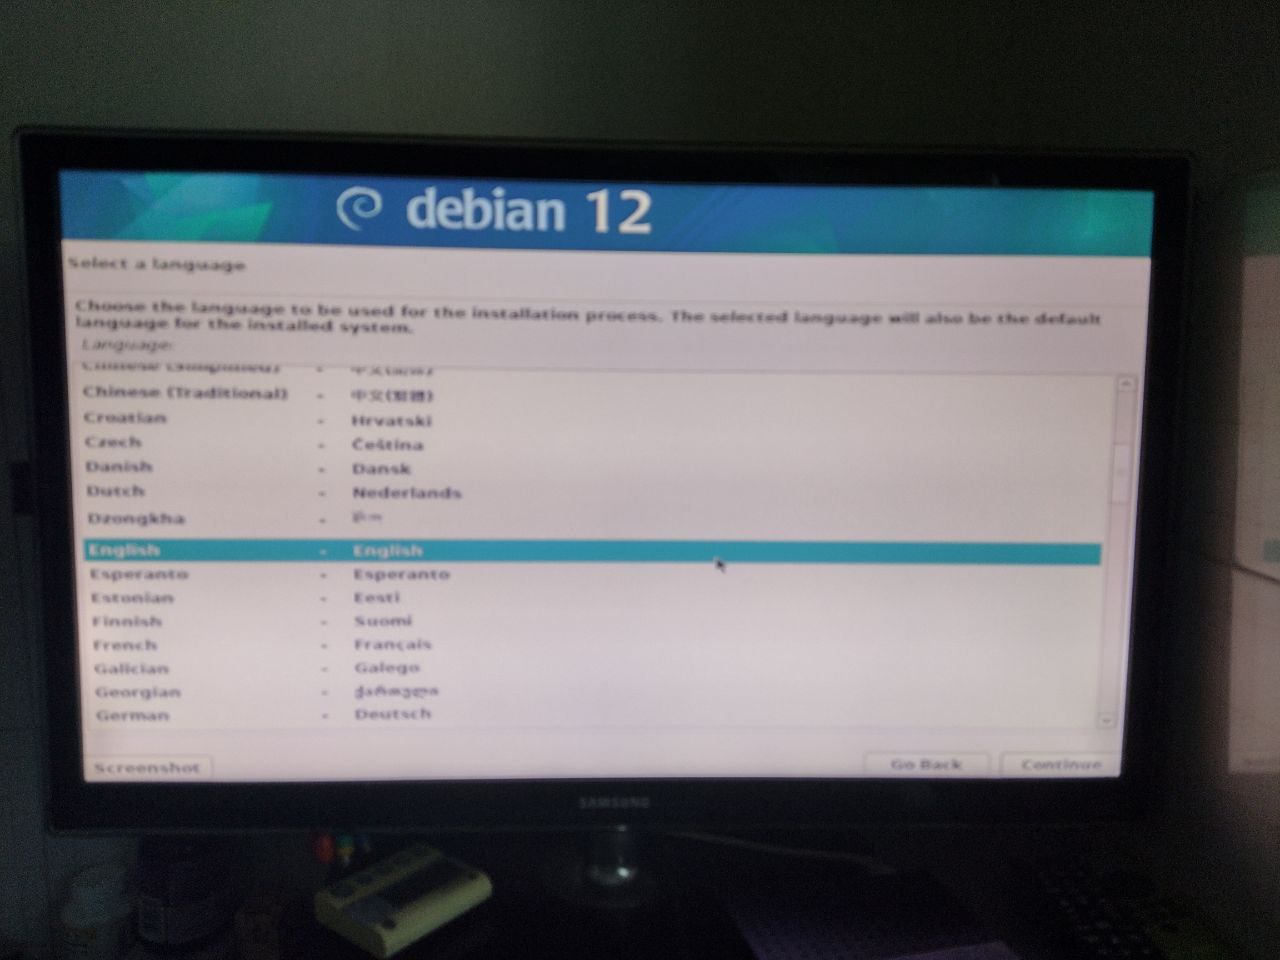 debian 12
Select a language
Choose the language to be used for the installation process. The selected language will also be the default
language for the installed system.
Language:
Chinese (Simplified) - 中文(简体)
Chinese (Traditional) - 中文(繁體)
Croatian - Hrvatski
Czech - Čeština
Danish - Dansk
Dutch - Nederlands
Dzongkha -
English - English
Esperanto - Esperanto
Estonian - Eesti
Finnish - Suomi
French - Français
Galician - Galego
Georgian - ქართული
German - Deutsch
Screenshot Go Back Continue
SAMSUNG